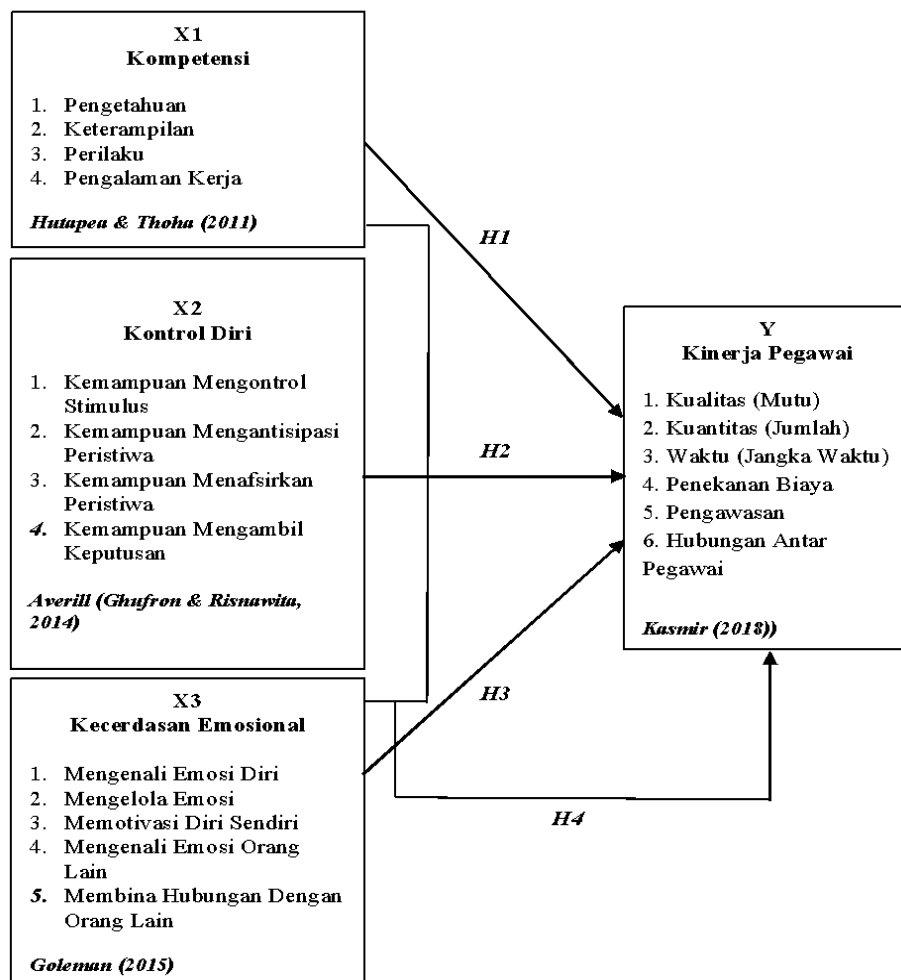 X1
Kompetensi
1. Pengetahuan
2. Keterampilan
3. Perilaku
4. Pengalaman Kerja
Hutapea & Thoha (2011)
X2
Kontrol Diri
1. Kemampuan Mengontrol
Stimulus
2. Kemampuan Mengantisipasi
Peristiwa
3. Kemampuan Menafsirkan
Peristiwa
4. Kemampuan Mengambil
Keputusan
Averill (Ghufron & Risnawita,
2014)
X3
Kecerdasan Emosional
1. Mengenali Emosi Diri
2. Mengelola Emosi
3. Memotivasi Diri Sendiri
4. Mengenali Emosi Orang
Lain
5. Membina Hubungan Dengan
Orang Lain
Goleman (2015)
H1
H2
H3
H4
Y
Kinerja Pegawai
1. Kualitas (Mutu)
2. Kuantitas (Jumlah)
3. Waktu (Jangka Waktu)
4. Penekanan Biaya
5. Pengawasan
6. Hubungan Antar
Pegawai
Kasmir (2018))